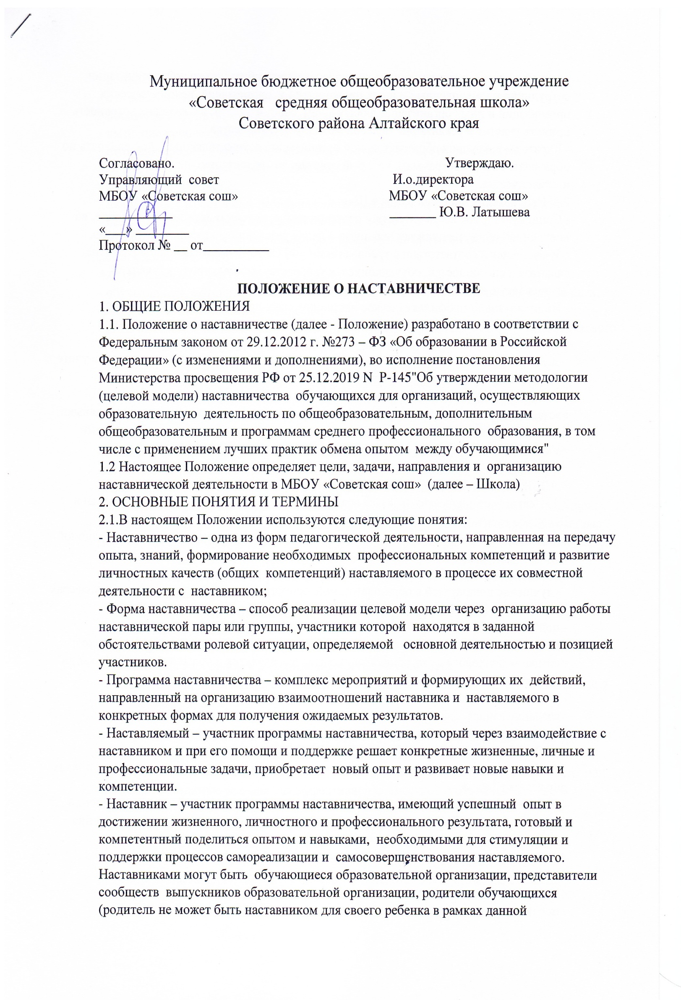 Муниципальное бюджетное общеобразовательное учреждение
«Советская средняя общеобразовательная школа»
Советского района Алтайского края
Согласовано. Утверждаю.
Управляющий совет И.о.директора
МБОУ «Советская сош» МБОУ «Советская сош»
___________ _______ Ю.В. Латышева
«___» ________
Протокол № __ от__________
ПОЛОЖЕНИЕ О НАСТАВНИЧЕСТВЕ
1. ОБЩИЕ ПОЛОЖЕНИЯ
1.1. Положение о наставничестве (далее - Положение) разработано в соответствии с
Федеральным законом от 29.12.2012 г. №273 – ФЗ «Об образовании в Российской
Федерации» (с изменениями и дополнениями), во исполнение постановления
Министерства просвещения РФ от 25.12.2019 N Р-145"Об утверждении методологии
(целевой модели) наставничества обучающихся для организаций, осуществляющих
образовательную деятельность по общеобразовательным, дополнительным
общеобразовательным и программам среднего профессионального образования, в том
числе с применением лучших практик обмена опытом между обучающимися"
1.2 Настоящее Положение определяет цели, задачи, направления и организацию
наставнической деятельности в МБОУ «Советская сош» (далее – Школа)
2. ОСНОВНЫЕ ПОНЯТИЯ И ТЕРМИНЫ
2.1.В настоящем Положении используются следующие понятия:
- Наставничество – одна из форм педагогической деятельности, направленная на передачу
опыта, знаний, формирование необходимых профессиональных компетенций и развитие
личностных качеств (общих компетенций) наставляемого в процессе их совместной
деятельности с наставником;
- Форма наставничества – способ реализации целевой модели через организацию работы
наставнической пары или группы, участники которой находятся в заданной
обстоятельствами ролевой ситуации, определяемой основной деятельностью и позицией
участников.
- Программа наставничества – комплекс мероприятий и формирующих их действий,
направленный на организацию взаимоотношений наставника и наставляемого в
конкретных формах для получения ожидаемых результатов.
- Наставляемый – участник программы наставничества, который через взаимодействие с
наставником и при его помощи и поддержке решает конкретные жизненные, личные и
профессиональные задачи, приобретает новый опыт и развивает новые навыки и
компетенции.
- Наставник – участник программы наставничества, имеющий успешный опыт в
достижении жизненного, личностного и профессионального результата, готовый и
компетентный поделиться опытом и навыками, необходимыми для стимуляции и
поддержки процессов самореализации и самосовершенствования наставляемого.
Наставниками могут быть обучающиеся образовательной организации, представители
сообществ выпускников образовательной организации, родители обучающихся
(родитель не может быть наставником для своего ребенка в рамках данной